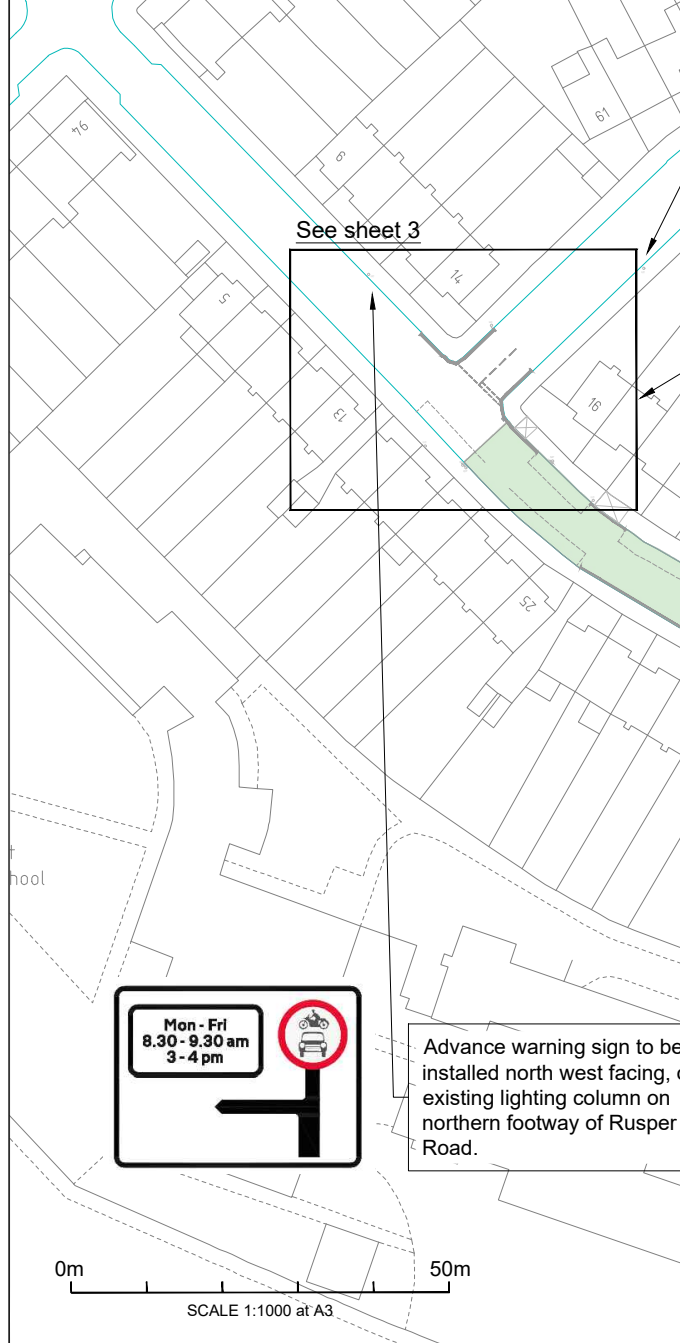 94
9
61
See sheet 3
14
5
16
13
25
hool
Mon - Fri
8.30 - 9.30 am
3 - 4 pm
Advance warning sign to be
installed north west facing,
existing lighting column on
northern footway of Rusper
Road.
0m
50m
SCALE 1:1000 at A3